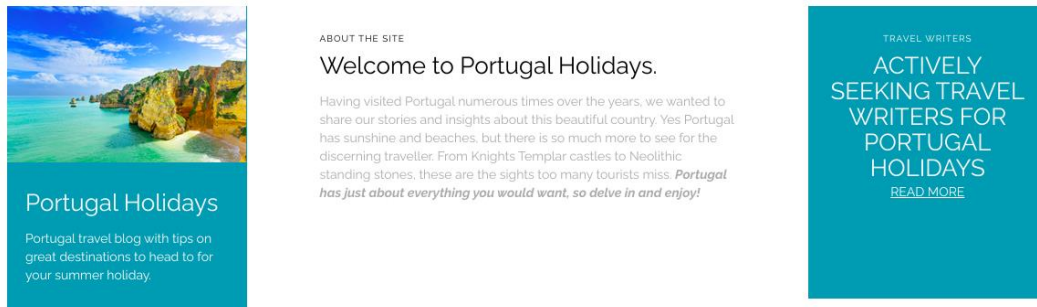 Portugal Holidays
Portugal travel blog with tips on
great destinations to head to for
your summer holiday.
ABOUT THE SITE
Welcome to Portugal Holidays.
Having visited Portugal numerous times over the years, we wanted to
share our stories and insights about this beautiful country. Yes Portugal
has sunshine and beaches, but there is so much more to see for the
discerning traveller. From Knights Templar castles to Neolithic
standing stones, these are the sights too many tourists miss. Portugal
has just about everything you would want, so delve in and enjoy!
TRAVEL WRITERS
ACTIVELY
SEEKING TRAVEL
WRITERS FOR
PORTUGAL
HOLIDAYS
READ MORE